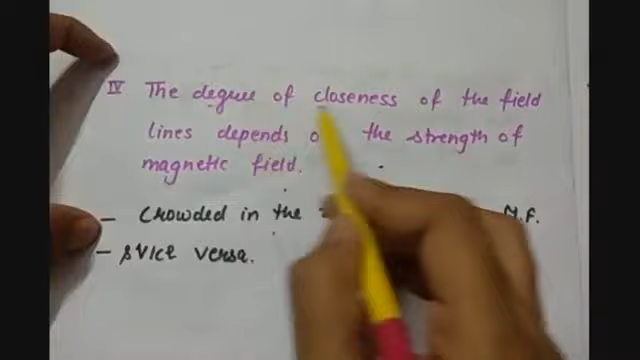 IV The degree of closeness of the field
lines depends the strength of
magnetic field.
- Crowded in the M.F.
- vice versa.